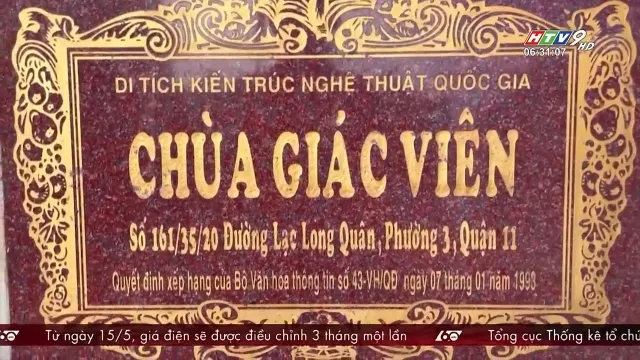 HTV9 HD
06:31:07
DI TÍCH KIẾN TRÚC NGHỆ THUẬT QUỐC GIA
CHÙA GIÁC VIÊN
Số 161/35/20 Đường Lạc Long Quân, Phường 3, Quận 11
Quyết định xếp hạng của Bộ Văn hóa thông tin số 43-VH/QĐ ngày 07 tháng 01 năm 1993
60 Từ ngày 15/5, giá điện sẽ được điều chỉnh 3 tháng một lần 60 Tổng cục Thống kê tổ ch